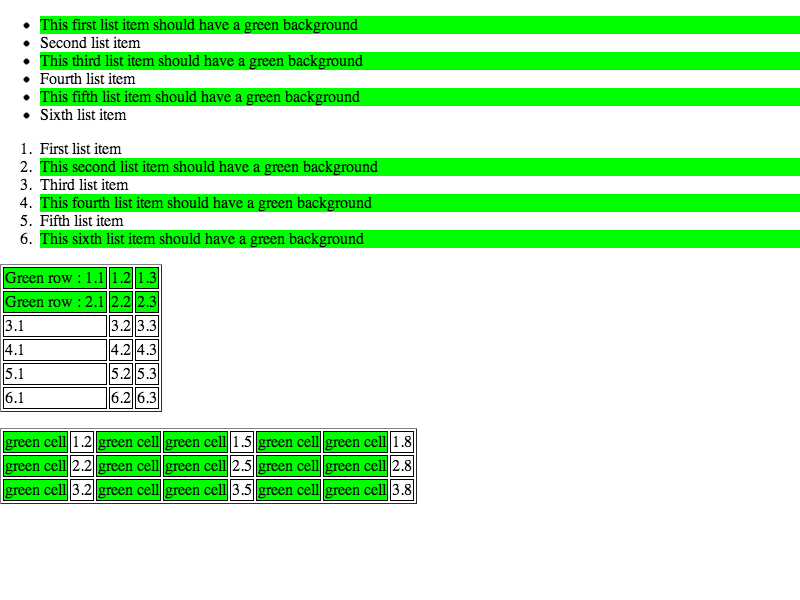 • This first list item should have a green background
• Second list item
• This third list item should have a green background
• Fourth list item
• This fifth list item should have a green background
• Sixth list item
1. First list item
2. This second list item should have a green background
3. Third list item
4. This fourth list item should have a green background
5. Fifth list item
6. This sixth list item should have a green background
Green row : 1.1 1.2 1.3
Green row : 2.1 2.2 2.3
3.1 3.2 3.3
4.1 4.2 4.3
5.1 5.2 5.3
6.1 6.2 6.3
green cell 1.2 green cell green cell 1.5 green cell green cell 1.8
green cell 2.2 green cell green cell 2.5 green cell green cell 2.8
green cell 3.2 green cell green cell 3.5 green cell green cell 3.8